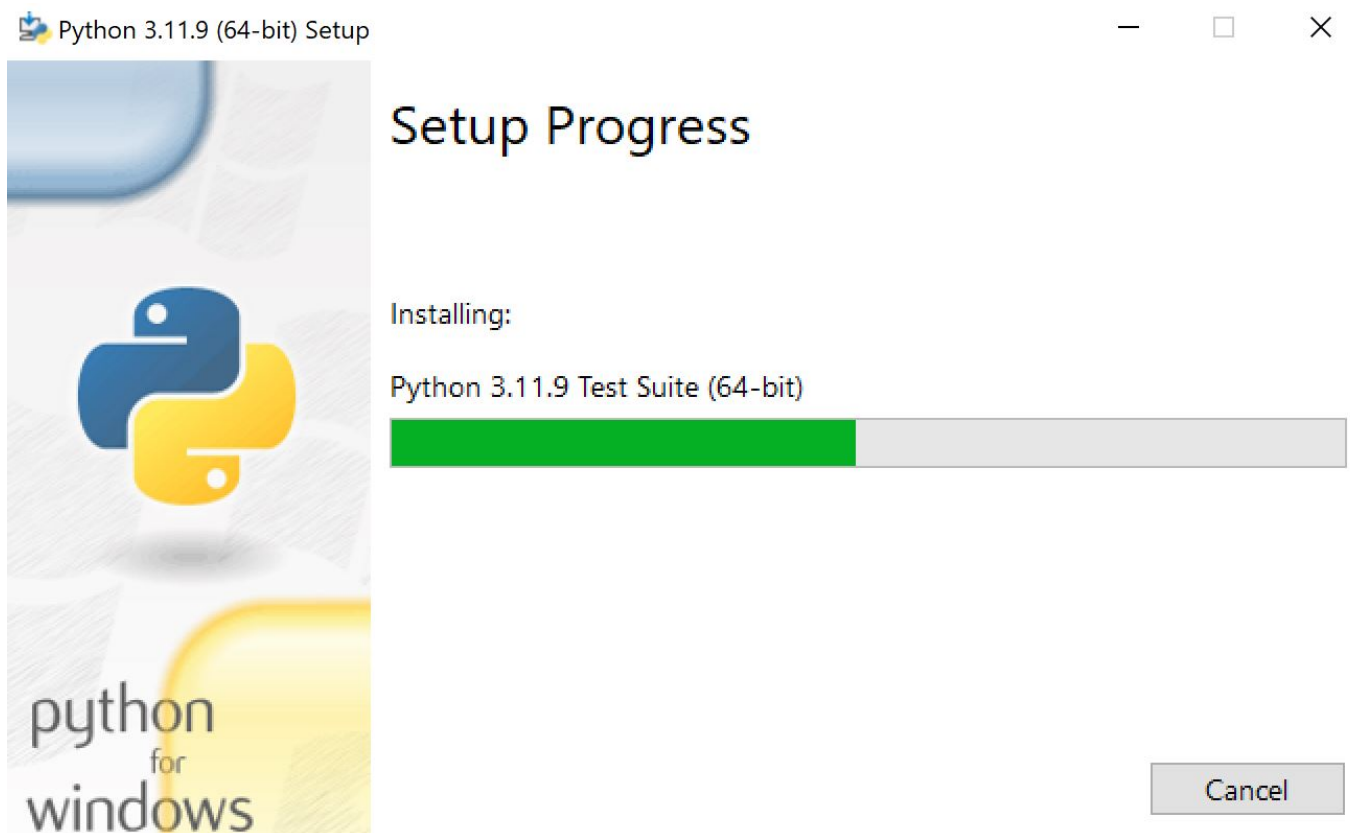 Python 3.11.9 (64-bit) Setup
Setup Progress
Installing:
Python 3.11.9 Test Suite (64-bit)
python
for
windows
Cancel